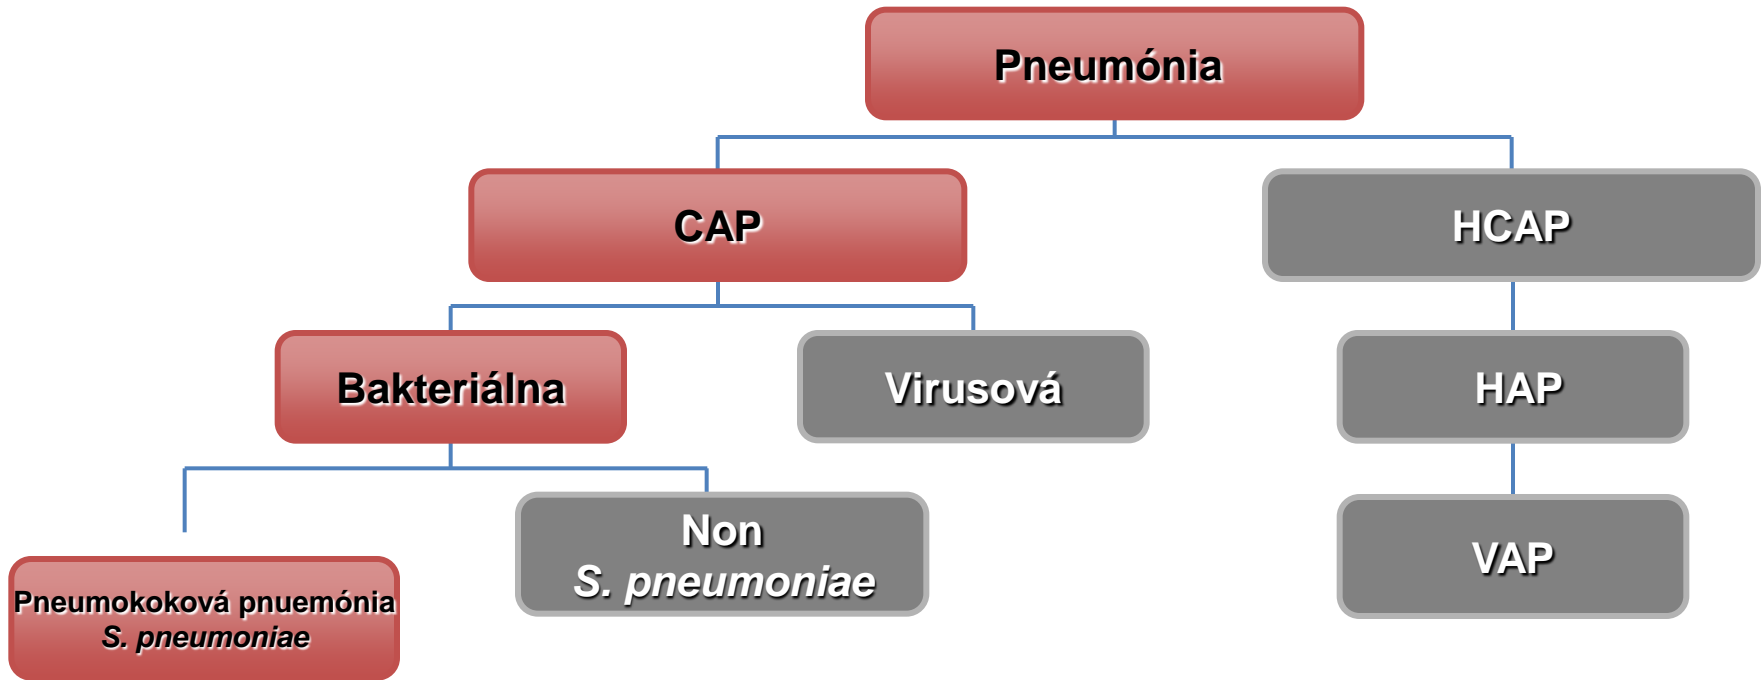 Pneumónia
CAP
HCAP
Bakteriálna
Virusová
HAP
Non
S. pneumoniae
VAP
Pneumokoková pnuemónia
S. pneumoniae